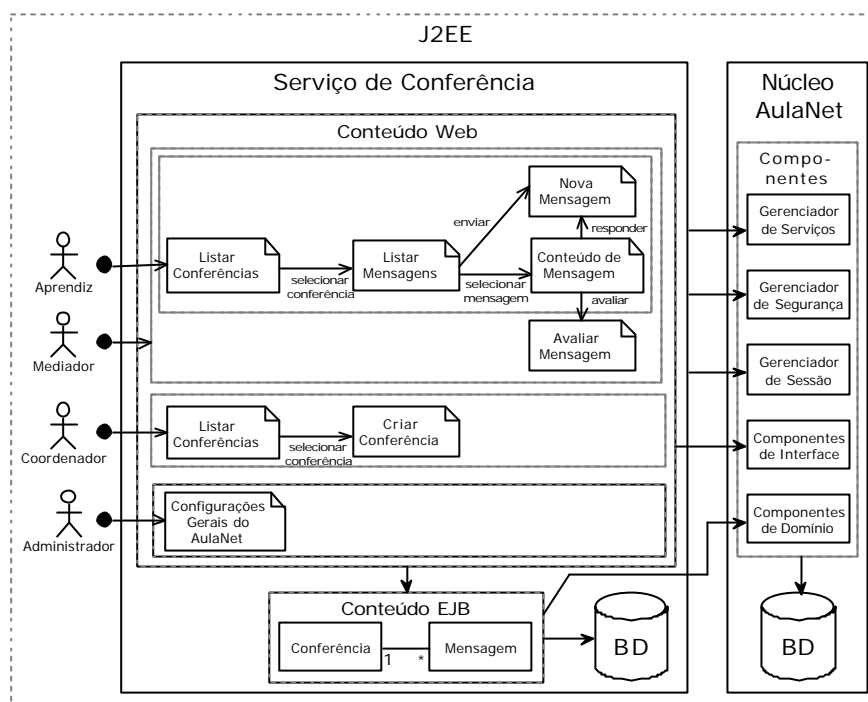 J2EE
Serviço de Conferência
Núcleo
AulaNet
Conteúdo Web
Compo-
nentes
Nova
Mensagem
enviar
responder
Gerenciador
de Serviços
Aprendiz
Listar
Conferências
selecionar
conferência
Listar
Mensagens
selecionar
mensagem
Conteúdo de
Mensagem
avaliar
Gerenciador
de Segurança
Mediador
Avaliar
Mensagem
Gerenciador
de Sessão
Coordenador
Listar
Conferências
selecionar
conferência
Criar
Conferência
Componentes
de Interface
Administrador
Configurações
Gerais do
AulaNet
Componentes
de Domínio
Conteúdo EJB
Conferência
1
*
Mensagem
BD
BD